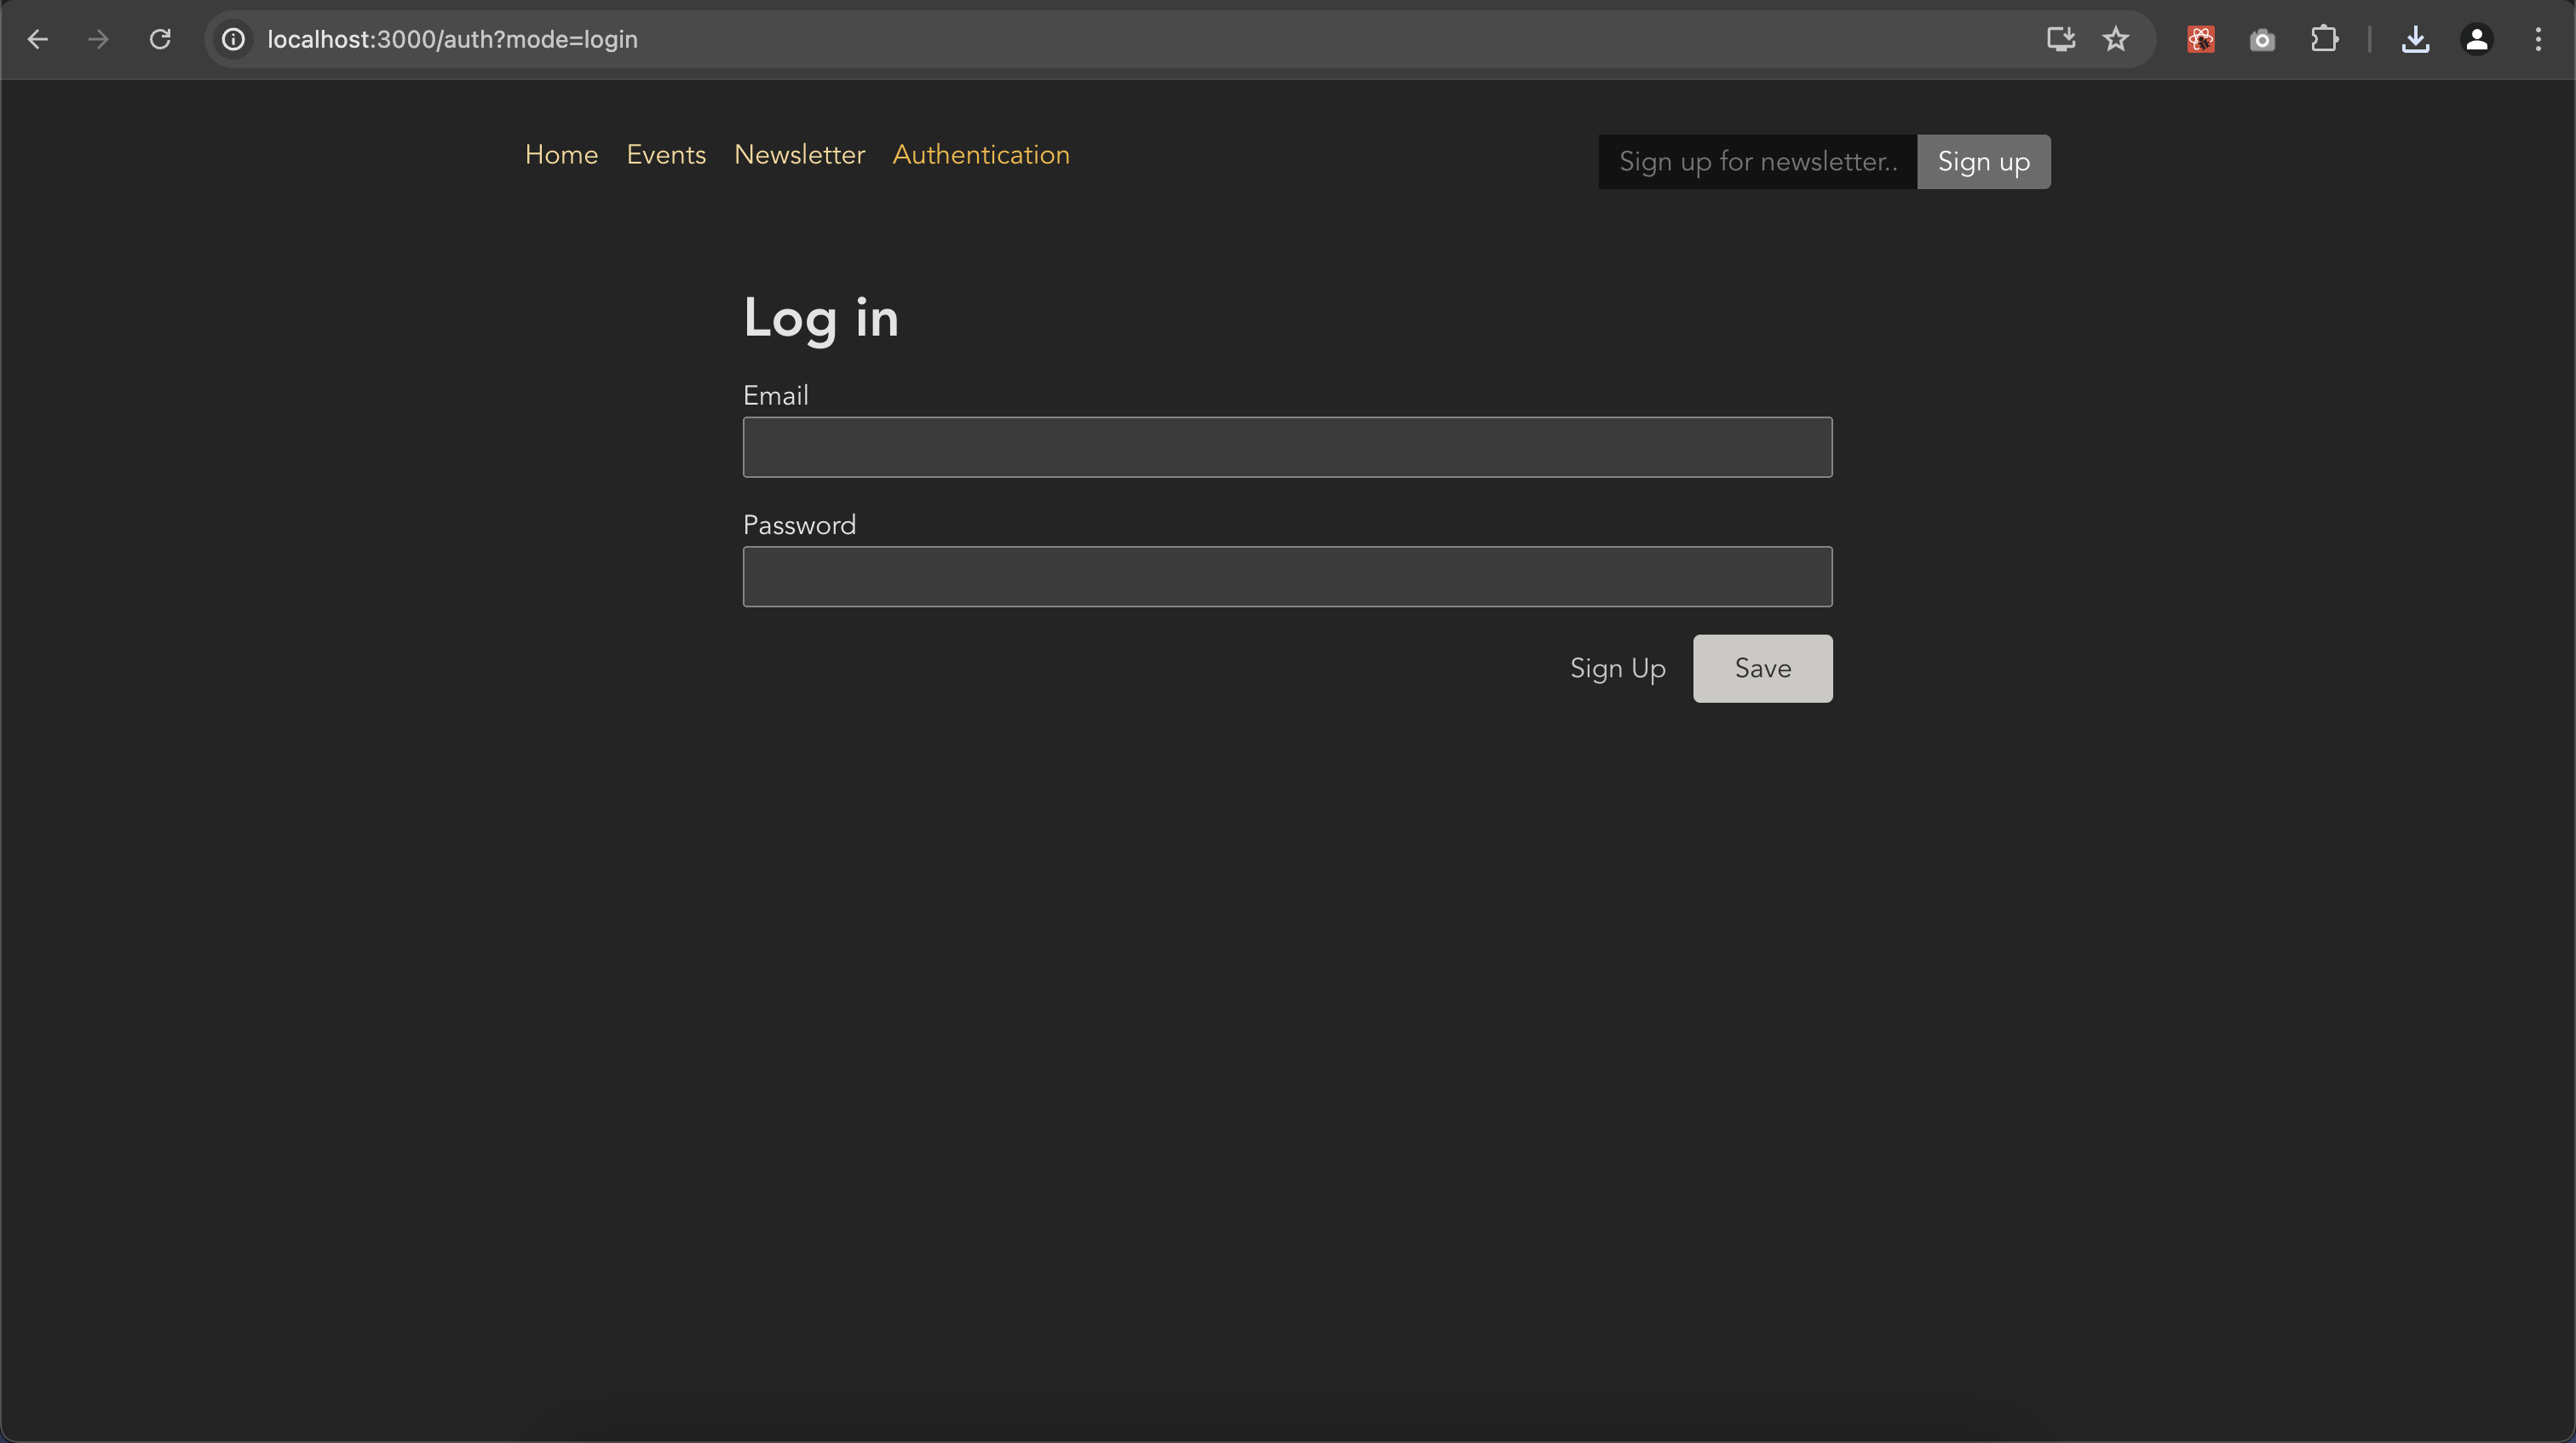 localhost:3000/auth?mode=login
Home Events Newsletter Authentication
Sign up for newsletter.. Sign up
Log in
Email
Password
Sign Up Save